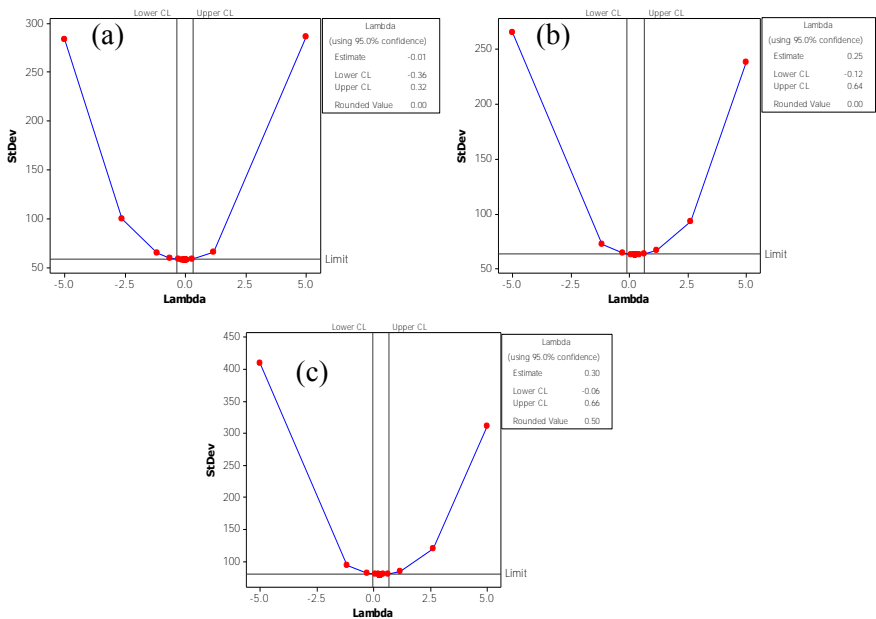 Lower CL Upper CL
(a)
Lambda
(using 95.0% confidence)
Estimate -0.01
Lower CL -0.36
Upper CL 0.32
Rounded Value 0.00
300
250
200
150
100
50
StDev
Limit
-5.0 -2.5 0.0 2.5 5.0
Lambda
Lower CL Upper CL
(b)
Lambda
(using 95.0% confidence)
Estimate 0.25
Lower CL -0.12
Upper CL 0.64
Rounded Value 0.00
250
200
150
100
50
StDev
Limit
-5.0 -2.5 0.0 2.5 5.0
Lambda
Lower CL Upper CL
(c)
Lambda
(using 95.0% confidence)
Estimate 0.30
Lower CL -0.06
Upper CL 0.66
Rounded Value 0.50
450
400
350
300
250
200
150
100
StDev
Limit
-5.0 -2.5 0.0 2.5 5.0
Lambda